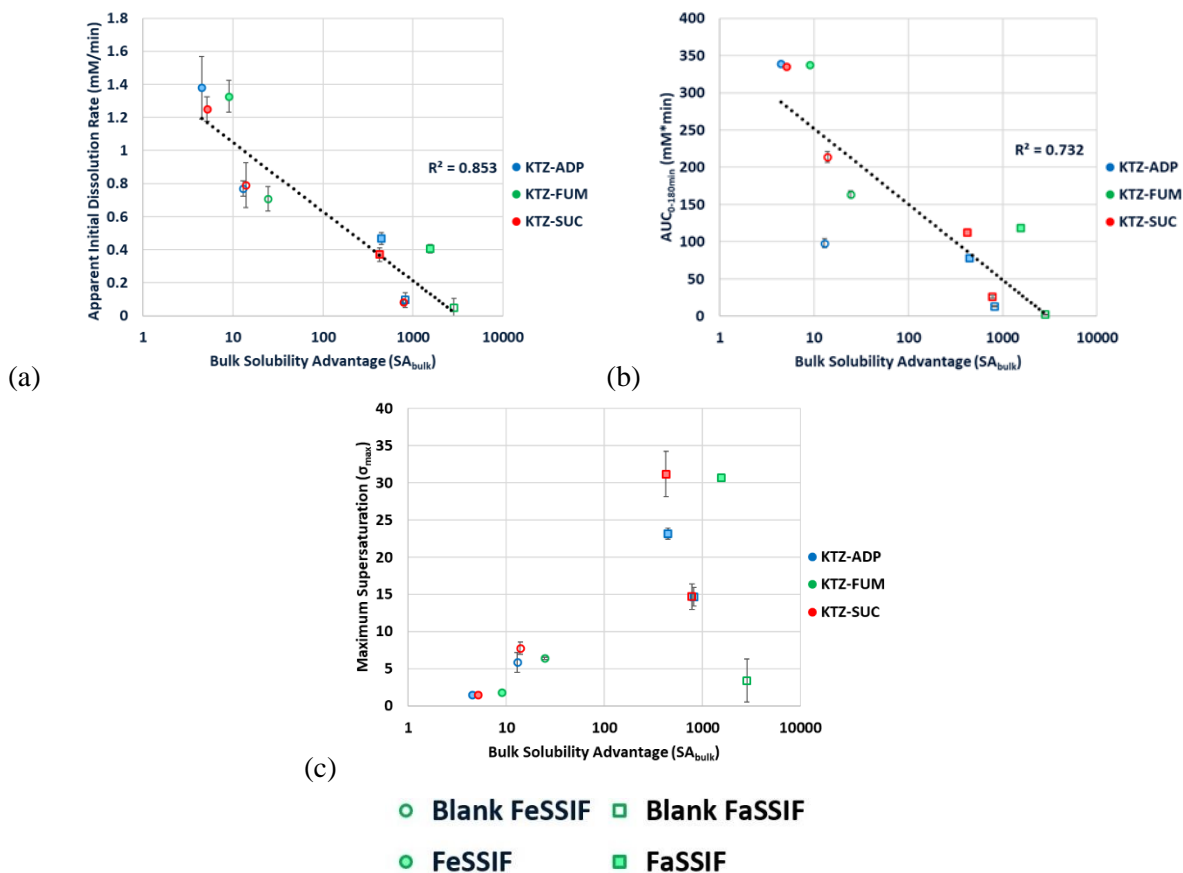 Apparent Initial Dissolution Rate (mM/min)
1.8
1.6
1.4
1.2
1
0.8
0.6
0.4
0.2
0
1 10 100 1000 10000
Bulk Solubility Advantage (SAbulk)
R² = 0.853
KTZ-ADP
KTZ-FUM
KTZ-SUC
(a)
AUC0-180min (mM*min)
400
350
300
250
200
150
100
50
0
1 10 100 1000 10000
Bulk Solubility Advantage (SAbulk)
R² = 0.732
KTZ-ADP
KTZ-FUM
KTZ-SUC
(b)
Maximum Supersaturation (σmax)
40
35
30
25
20
15
10
5
0
1 10 100 1000 10000
Bulk Solubility Advantage (SAbulk)
KTZ-ADP
KTZ-FUM
KTZ-SUC
(c)
Blank FeSSIF Blank FaSSIF
FeSSIF FaSSIF